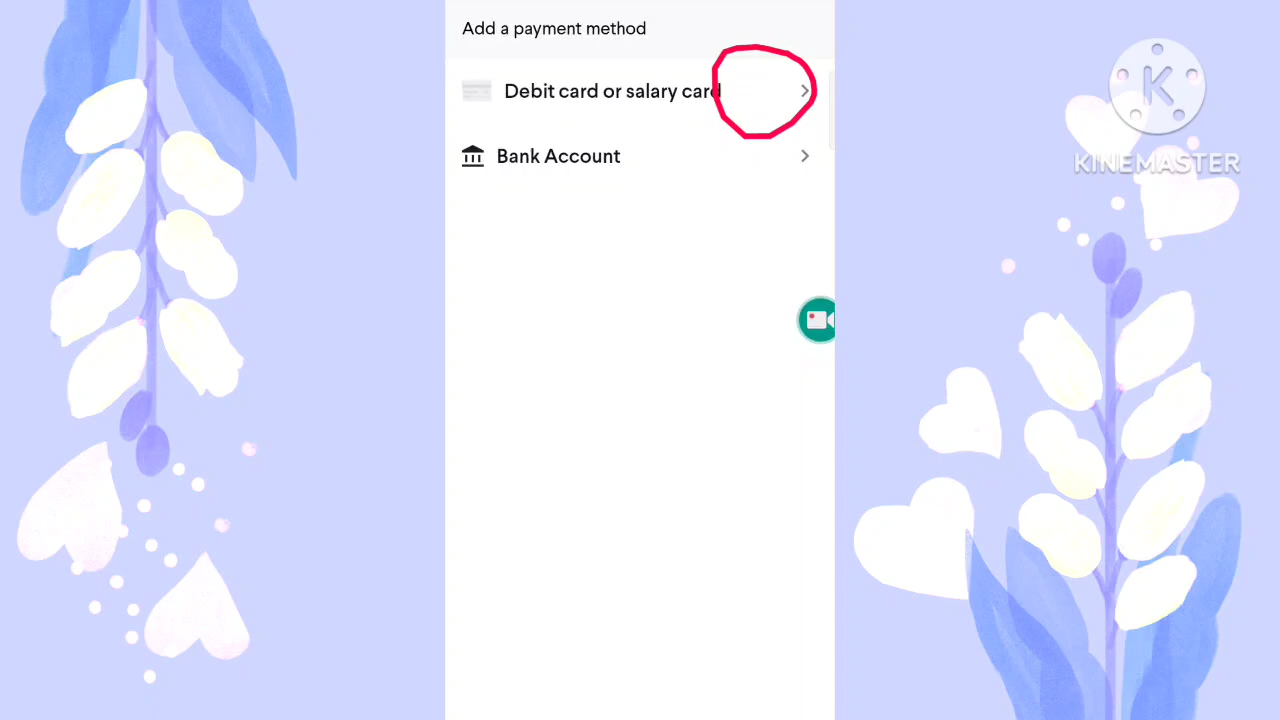 Add a payment method
Debit card or salary card
Bank Account
K
KINEMASTER